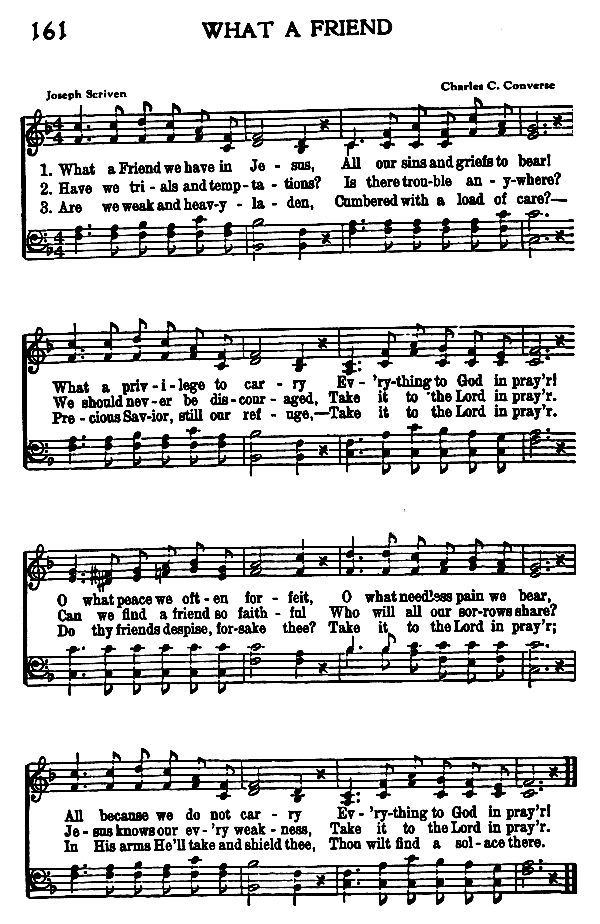 161 WHAT A FRIEND
Joseph Scriven Charles C. Converse
1. What a Friend we have in Je - sus, All our sins and griefs to bear!
2. Have we tri - als and temp - ta - tions? Is there trou-ble an - y-where?
3. Are we weak and heav-y - la - den, Cumbered with a load of care?—
What a priv - i - lege to car - ry Ev - 'ry-thing to God in pray'r!
We should nev - er be dis - cour - aged, Take it to the Lord in pray'r.
Pre - cious Sav-ior, still our ref - uge,—Take it to the Lord in pray'r.
O what peace we oft - en for - feit, O what needless pain we bear,
Can we find a friend so faith - ful Who will all our sor-rows share?
Do thy friends despise, for-sake thee? Take it to the Lord in pray'r;
All because we do not car - ry Ev - 'ry-thing to God in pray'r!
Je - sus knows our ev - 'ry weak - ness, Take it to the Lord in pray'r.
In His arms He'll take and shield thee, Thou wilt find a sol - ace there.